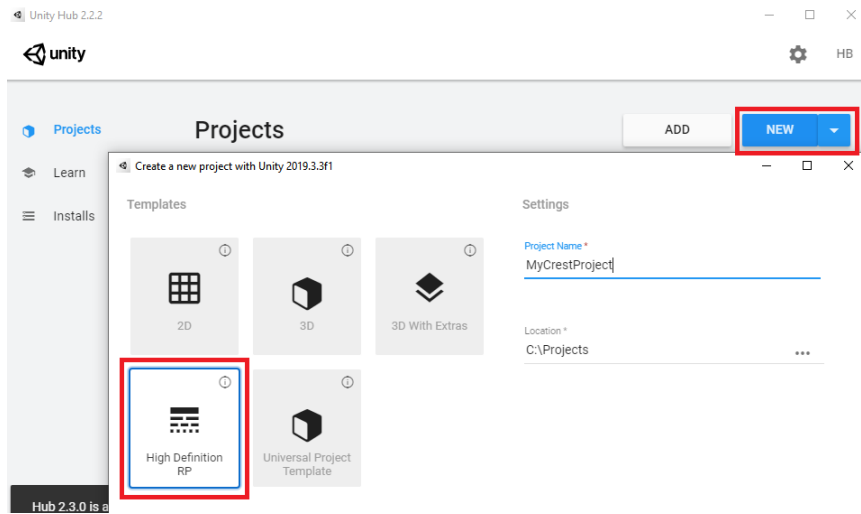 Unity Hub 2.2.2
unity
HB
Projects
Projects
ADD
NEW
Learn
Installs
Create a new project with Unity 2019.3.3f1
Templates
Settings
2D
3D
3D With Extras
High Definition
RP
Universal Project
Template
Project Name *
MyCrestProject
Location *
C:\Projects
...
Hub 2.3.0 is a